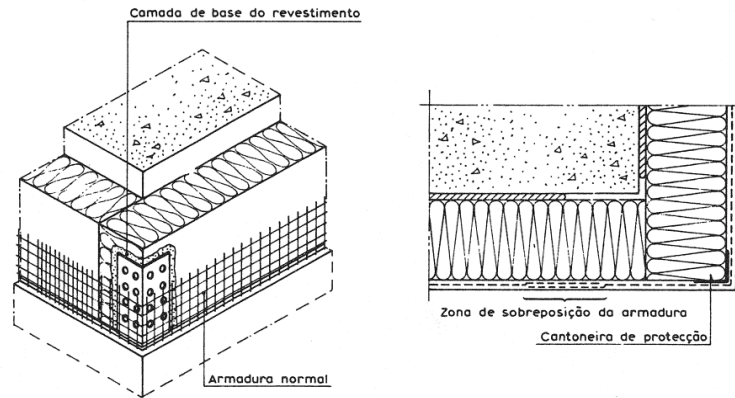 Camada de base do revestimento
Armadura normal
Zona de sobreposição da armadura
Cantoneira de protecção